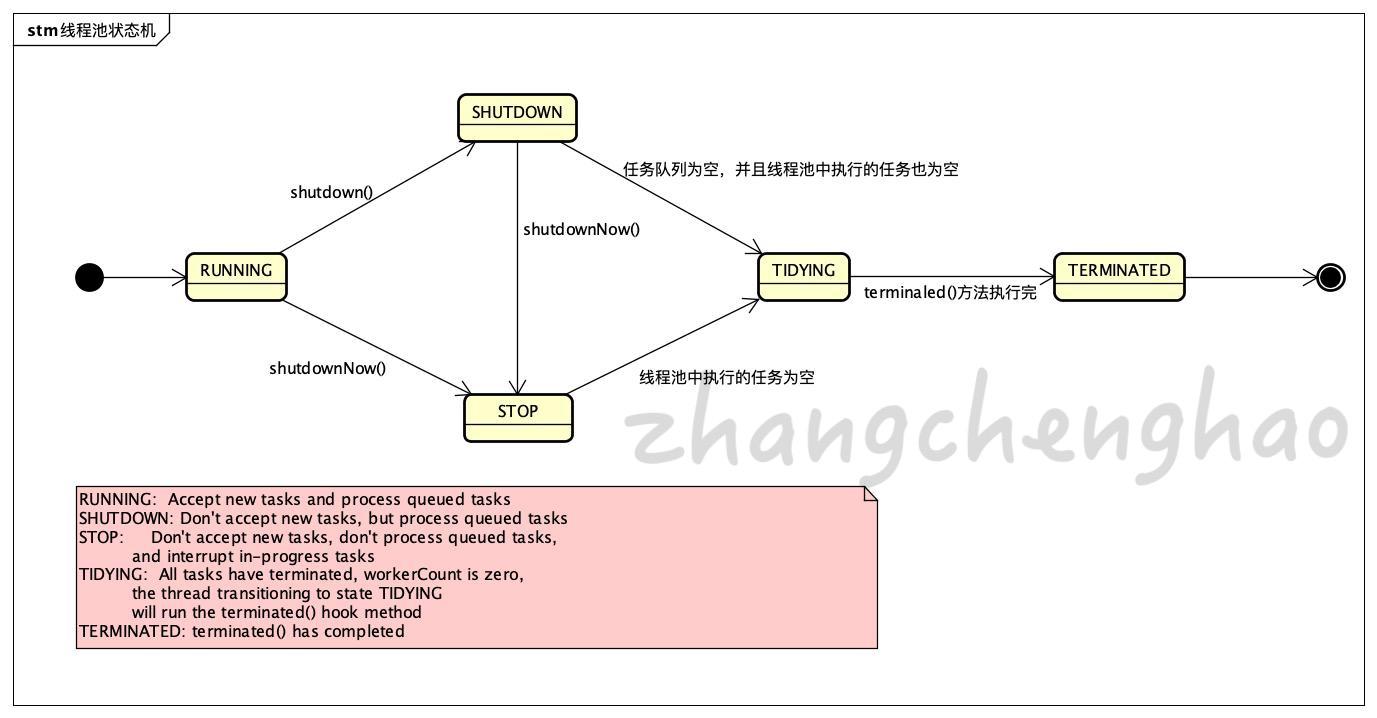 stm线程池状态机
SHUTDOWN
任务队列为空，并且线程池中执行的任务也为空
shutdown()
shutdownNow()
RUNNING
TIDYING
TERMINATED
terminaled()方法执行完
shutdownNow()
线程池中执行的任务为空
STOP
zhangchenghao
RUNNING: Accept new tasks and process queued tasks
SHUTDOWN: Don't accept new tasks, but process queued tasks
STOP: Don't accept new tasks, don't process queued tasks,
and interrupt in-progress tasks
TIDYING: All tasks have terminated, workerCount is zero,
the thread transitioning to state TIDYING
will run the terminated() hook method
TERMINATED: terminated() has completed